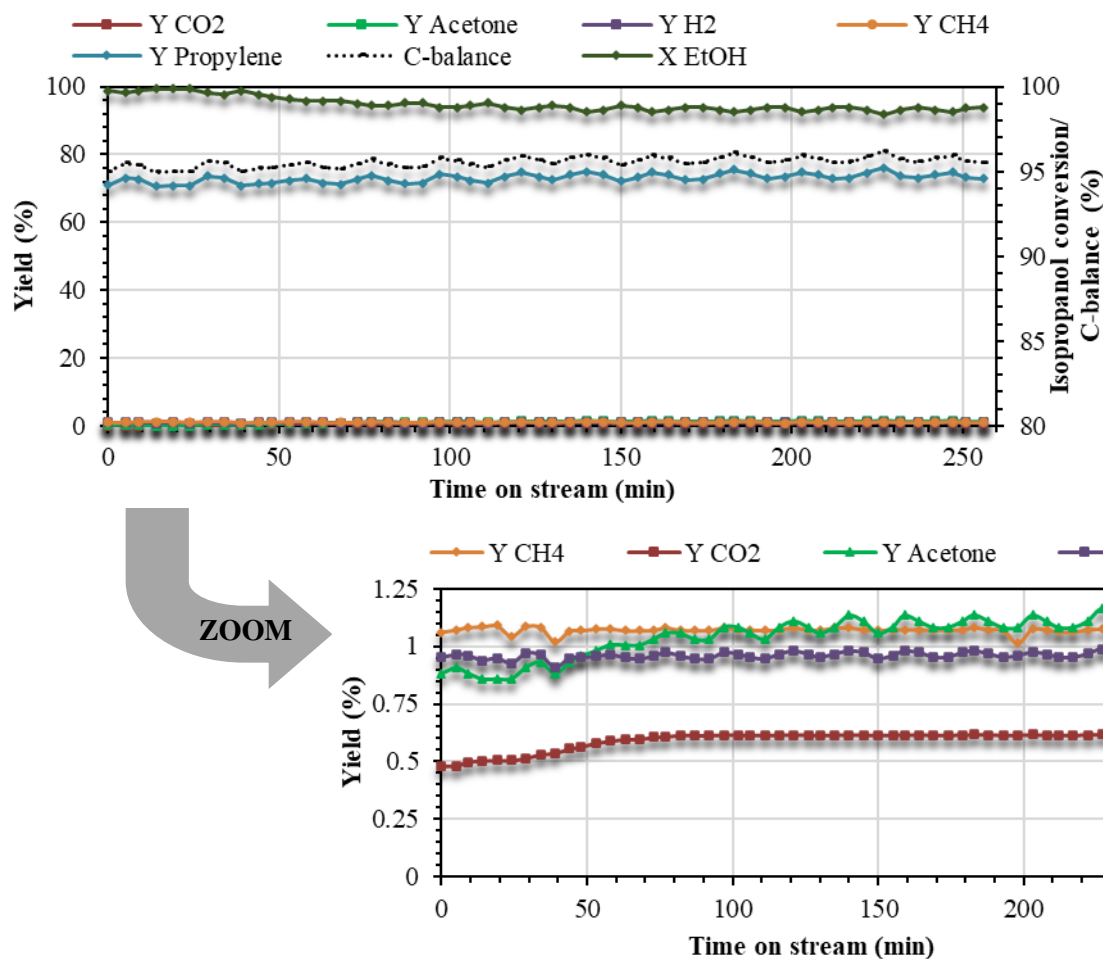 Y CO2 Y Acetone Y H2 Y CH4
Y Propylene C-balance X EtOH
100 100
80 95
60 90
40 85
20
0 80
0 50 100 150 200 250
Yield (%)
Isopropanol conversion/
C-balance (%)
Time on stream (min)
ZOOM
Y CH4 Y CO2 Y Acetone
1.25
1
0.75
0.5
0.25
0
0 50 100 150 200
Yield (%)
Time on stream (min)